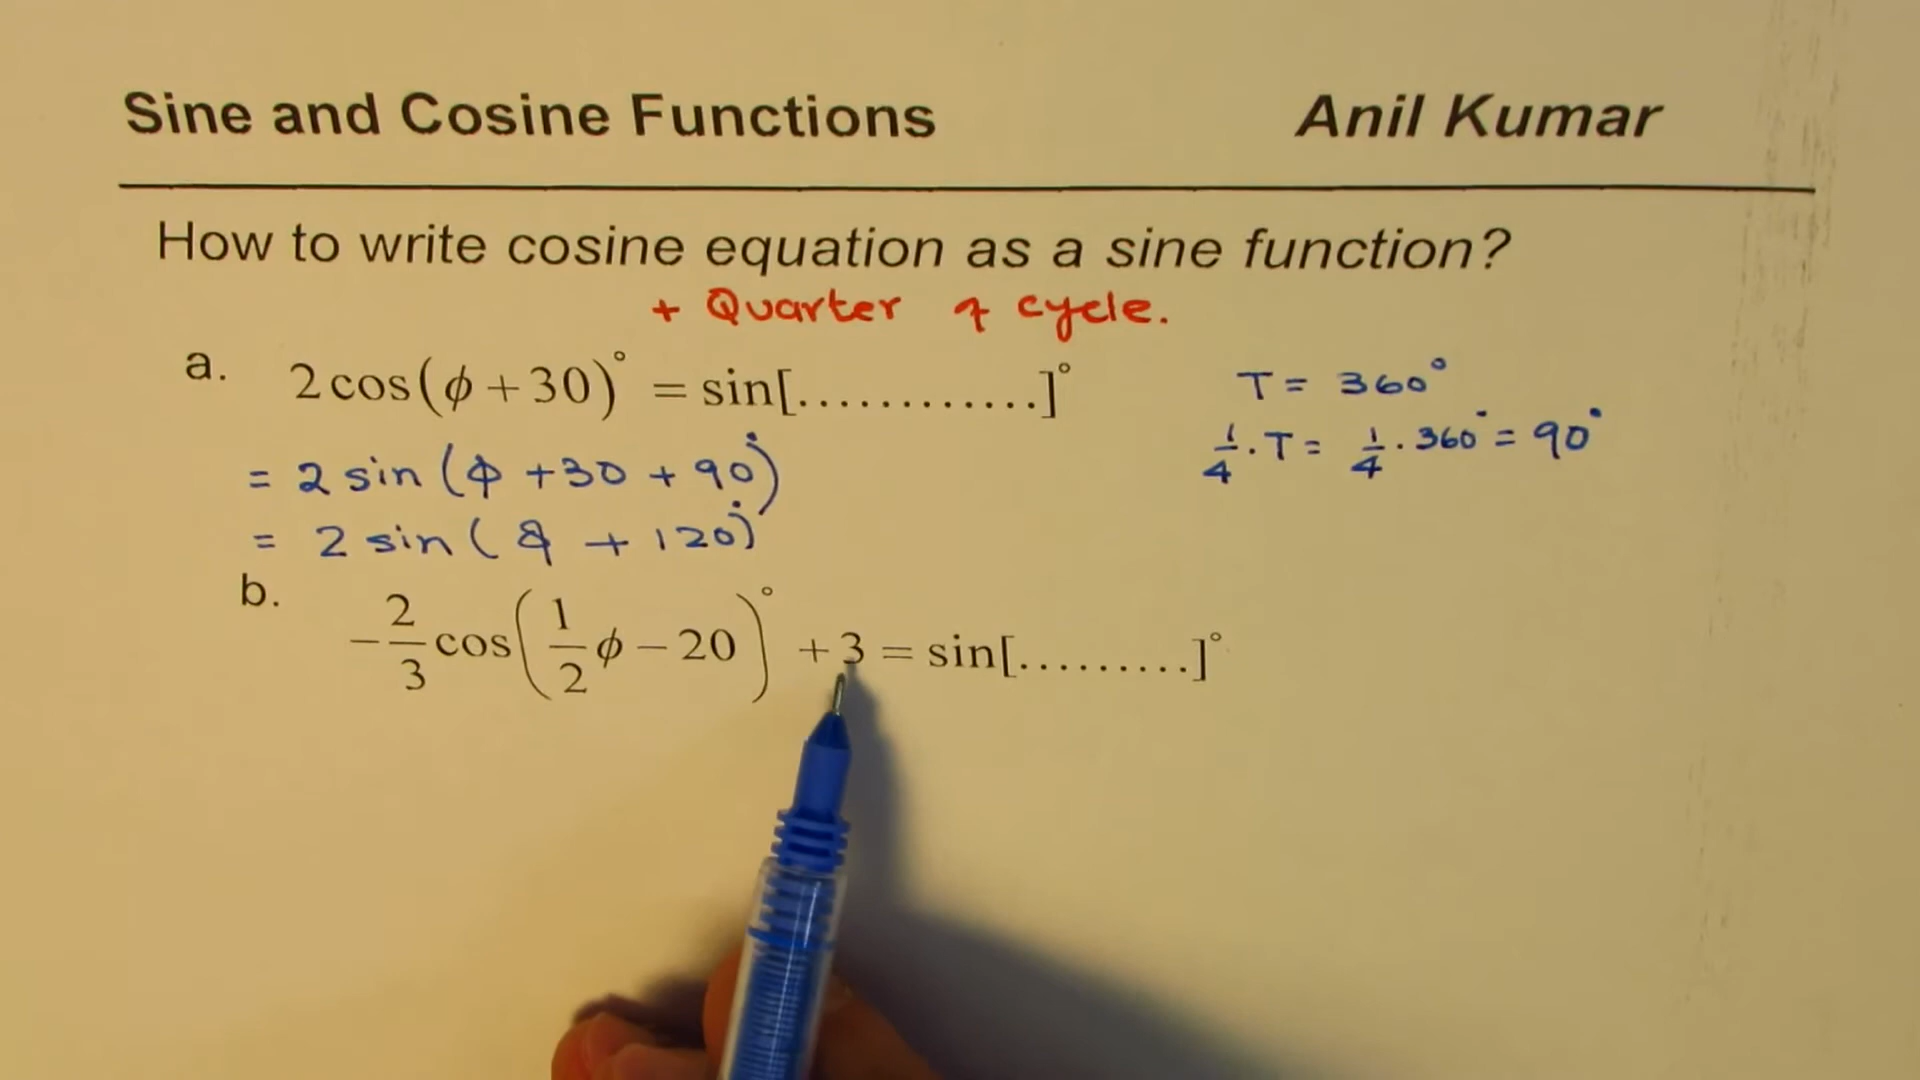 Sine and Cosine Functions Anil Kumar
How to write cosine equation as a sine function?
+ Quarter of cycle.
a. 2cos(ϕ+30)° = sin[............]°
T = 360°
1/4 · T = 1/4 · 360° = 90°
= 2 sin (ϕ +30 + 90°)
= 2 sin ( ϕ + 120°)
b. -2/3 cos(1/2 ϕ - 20)° + 3 = sin[.........]°